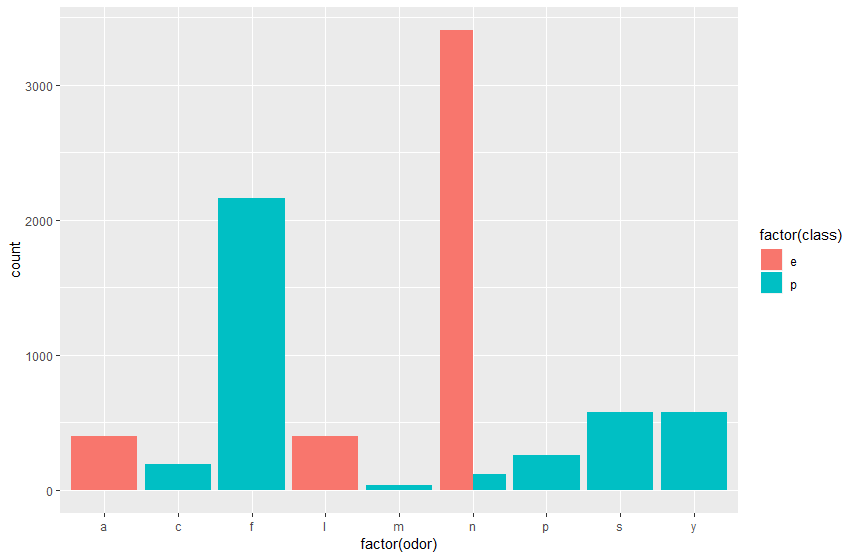 3000
2000
1000
0
count
a c f l m n p s y
factor(odor)
factor(class)
e
p